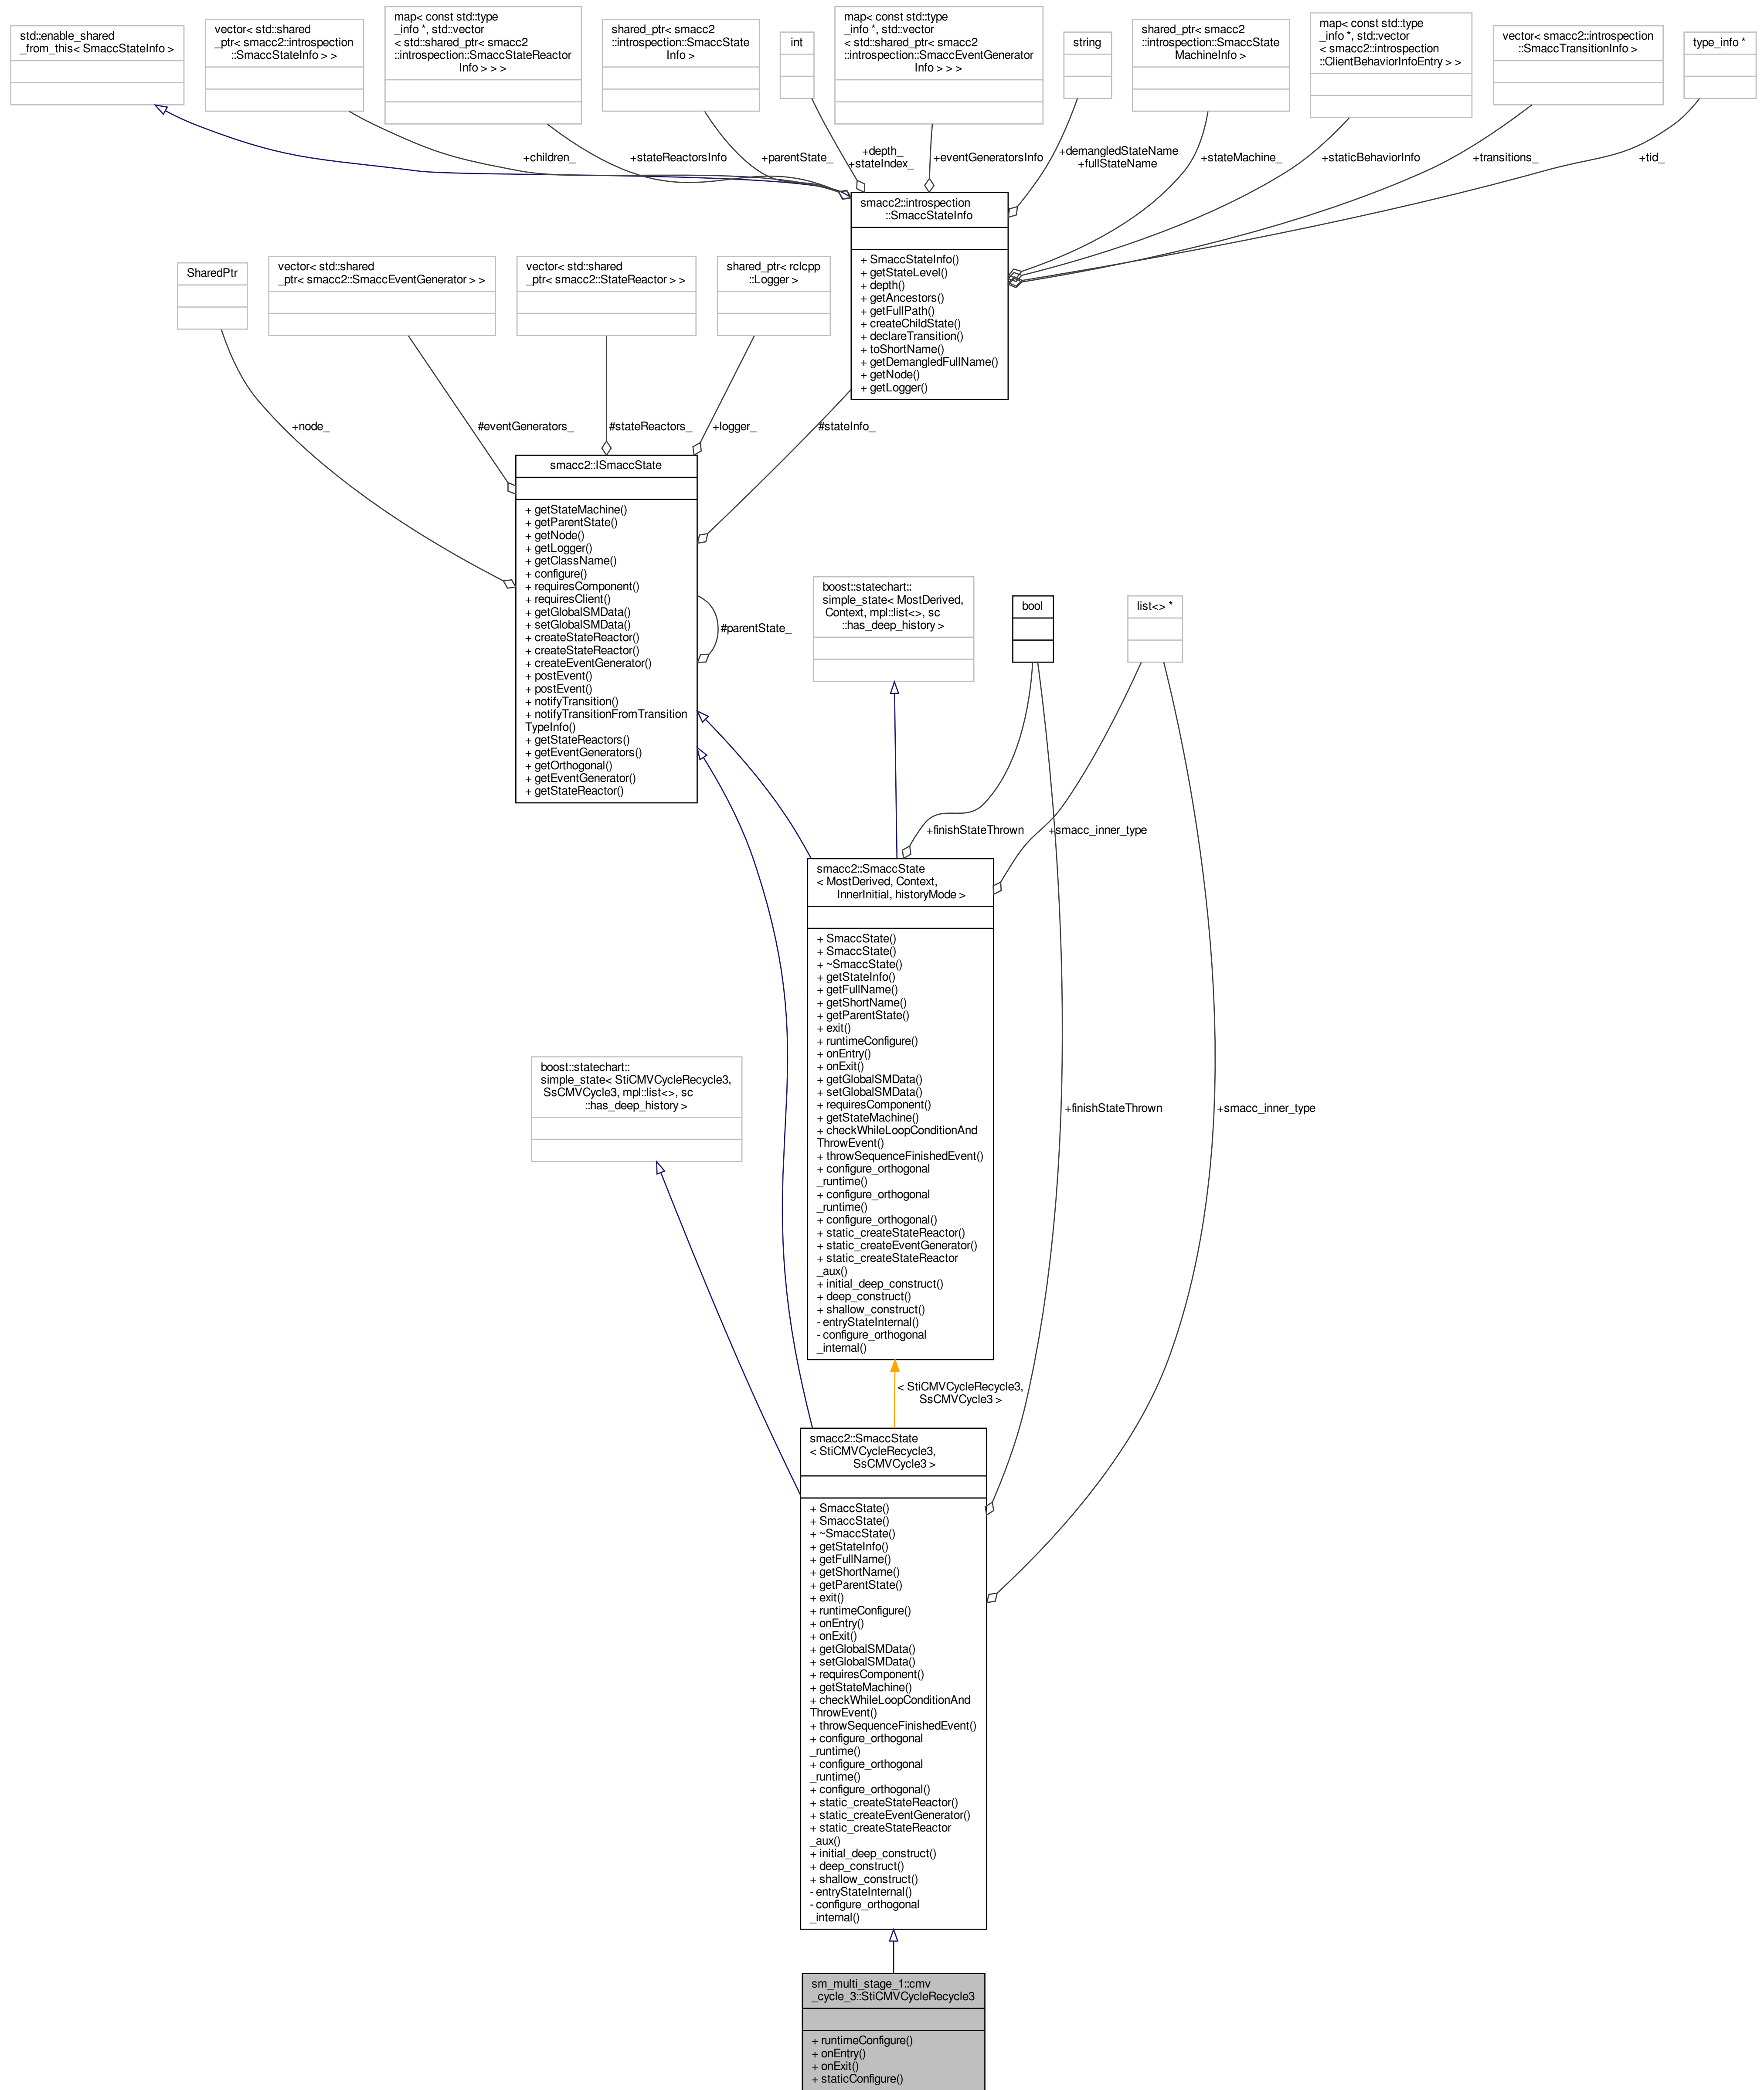 std::enable_shared
_from_this< SmaccStateInfo >
vector< std::shared
_ptr< smacc2::introspection
::SmaccStateInfo > >
map< const std::type
_info *, std::vector
< std::shared_ptr< smacc2
::introspection::SmaccStateReactor
Info > > >
shared_ptr< smacc2
::introspection::SmaccState
Info >
int
map< const std::type
_info *, std::vector
< std::shared_ptr< smacc2
::introspection::SmaccEventGenerator
Info > > >
string
shared_ptr< smacc2
::introspection::SmaccState
MachineInfo >
map< const std::type
_info *, std::vector
< smacc2::introspection
::ClientBehaviorInfoEntry > >
vector< smacc2::introspection
::SmaccTransitionInfo >
type_info *
+children_
+stateReactorsInfo
+parentState_
+depth_
+stateIndex_
+eventGeneratorsInfo
+demangledStateName
+fullStateName
+stateMachine_
+staticBehaviorInfo
+transitions_
+tid_
smacc2::introspection
::SmaccStateInfo
+ SmaccStateInfo()
+ getStateLevel()
+ depth()
+ getAncestors()
+ getFullPath()
+ createChildState()
+ declareTransition()
+ toShortName()
+ getDemangledFullName()
+ getNode()
+ getLogger()
SharedPtr
vector< std::shared
_ptr< smacc2::SmaccEventGenerator > >
vector< std::shared
_ptr< smacc2::StateReactor > >
shared_ptr< rclcpp
::Logger >
+node_
#eventGenerators_
#stateReactors_
+logger_
#stateInfo_
smacc2::ISmaccState
+ getStateMachine()
+ getParentState()
+ getNode()
+ getLogger()
+ getClassName()
+ configure()
+ requiresComponent()
+ requiresClient()
+ getGlobalSMData()
+ setGlobalSMData()
+ createStateReactor()
+ createStateReactor()
+ createEventGenerator()
+ postEvent()
+ postEvent()
+ notifyTransition()
+ notifyTransitionFromTransition
TypeInfo()
+ getStateReactors()
+ getEventGenerators()
+ getOrthogonal()
+ getEventGenerator()
+ getStateReactor()
#parentState_
boost::statechart::
simple_state< MostDerived,
Context, mpl::list<>, sc
::has_deep_history >
bool
list<> *
+finishStateThrown
+smacc_inner_type
smacc2::SmaccState
< MostDerived, Context,
InnerInitial, historyMode >
+ SmaccState()
+ SmaccState()
+ ~SmaccState()
+ getStateInfo()
+ getFullName()
+ getShortName()
+ getParentState()
+ exit()
+ runtimeConfigure()
+ onEntry()
+ onExit()
+ getGlobalSMData()
+ setGlobalSMData()
+ requiresComponent()
+ getStateMachine()
+ checkWhileLoopConditionAnd
ThrowEvent()
+ throwSequenceFinishedEvent()
+ configure_orthogonal
_runtime()
+ configure_orthogonal
_runtime()
+ configure_orthogonal()
+ static_createStateReactor()
+ static_createEventGenerator()
+ static_createStateReactor
_aux()
+ initial_deep_construct()
+ deep_construct()
+ shallow_construct()
- entryStateInternal()
- configure_orthogonal
_internal()
boost::statechart::
simple_state< StiCMVCycleRecycle3,
SsCMVCycle3, mpl::list<>, sc
::has_deep_history >
+finishStateThrown
+smacc_inner_type
< StiCMVCycleRecycle3,
SsCMVCycle3 >
smacc2::SmaccState
< StiCMVCycleRecycle3,
SsCMVCycle3 >
+ SmaccState()
+ SmaccState()
+ ~SmaccState()
+ getStateInfo()
+ getFullName()
+ getShortName()
+ getParentState()
+ exit()
+ runtimeConfigure()
+ onEntry()
+ onExit()
+ getGlobalSMData()
+ setGlobalSMData()
+ requiresComponent()
+ getStateMachine()
+ checkWhileLoopConditionAnd
ThrowEvent()
+ throwSequenceFinishedEvent()
+ configure_orthogonal
_runtime()
+ configure_orthogonal
_runtime()
+ configure_orthogonal()
+ static_createStateReactor()
+ static_createEventGenerator()
+ static_createStateReactor
_aux()
+ initial_deep_construct()
+ deep_construct()
+ shallow_construct()
- entryStateInternal()
- configure_orthogonal
_internal()
sm_multi_stage_1::cmv
_cycle_3::StiCMVCycleRecycle3
+ runtimeConfigure()
+ onEntry()
+ onExit()
+ staticConfigure()